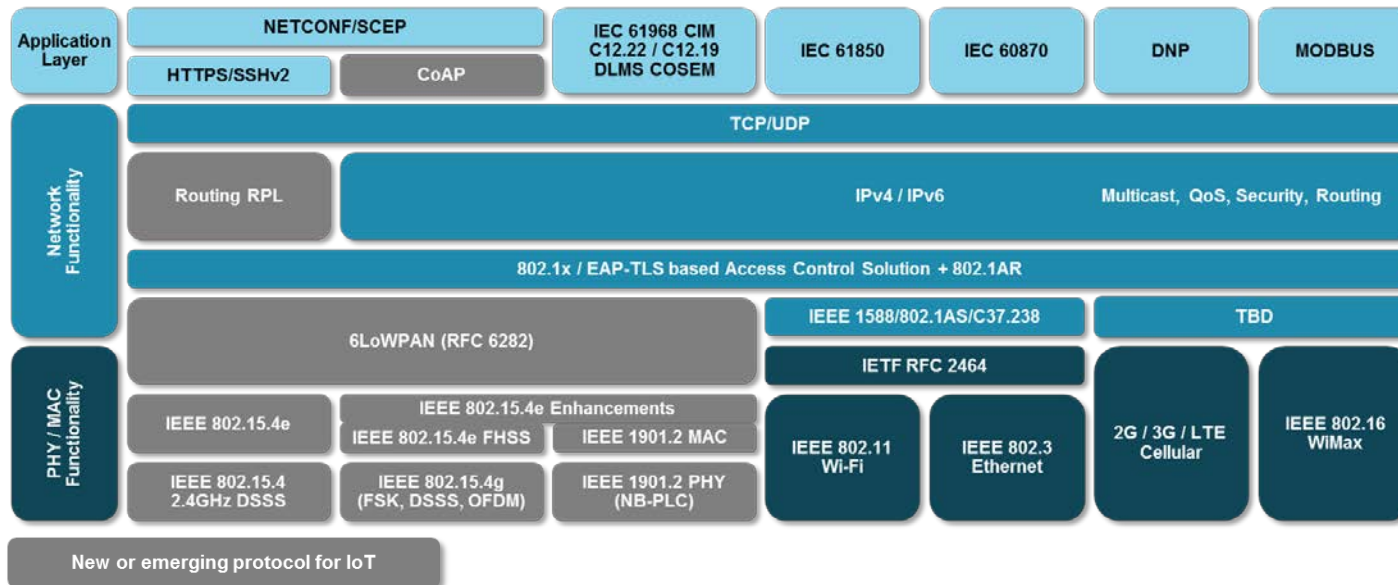 Application
Layer
NETCONF/SCEP
HTTPS/SSHv2
CoAP
IEC 61968 CIM
C12.22 / C12.19
DLMS COSEM
IEC 61850
IEC 60870
DNP
MODBUS
Network
Functionality
TCP/UDP
Routing RPL
IPv4 / IPv6
Multicast, QoS, Security, Routing
802.1x / EAP-TLS based Access Control Solution + 802.1AR
6LoWPAN (RFC 6282)
IEEE 1588/802.1AS/C37.238
TBD
PHY / MAC
Functionality
IETF RFC 2464
IEEE 802.15.4e
IEEE 802.15.4e Enhancements
IEEE 802.15.4e FHSS
IEEE 1901.2 MAC
IEEE 802.15.4
2.4GHz DSSS
IEEE 802.15.4g
(FSK, DSSS, OFDM)
IEEE 1901.2 PHY
(NB-PLC)
IEEE 802.11
Wi-Fi
IEEE 802.3
Ethernet
2G / 3G / LTE
Cellular
IEEE 802.16
WiMax
New or emerging protocol for IoT